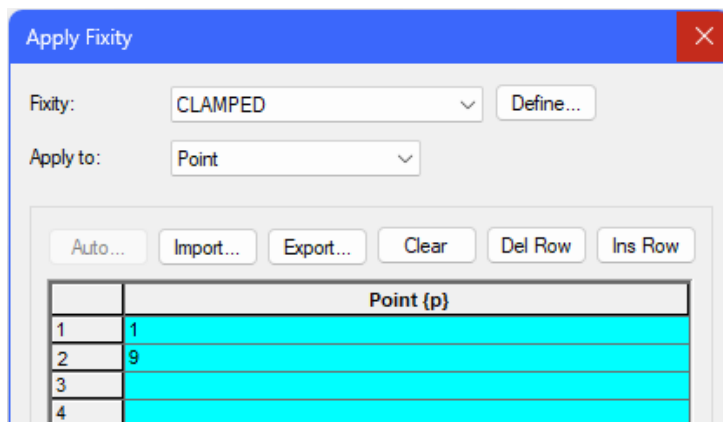 Apply Fixity
Fixity: CLAMPED Define...
Apply to: Point
Auto... Import... Export... Clear Del Row Ins Row
Point {p}
1 1
2 9
3
4